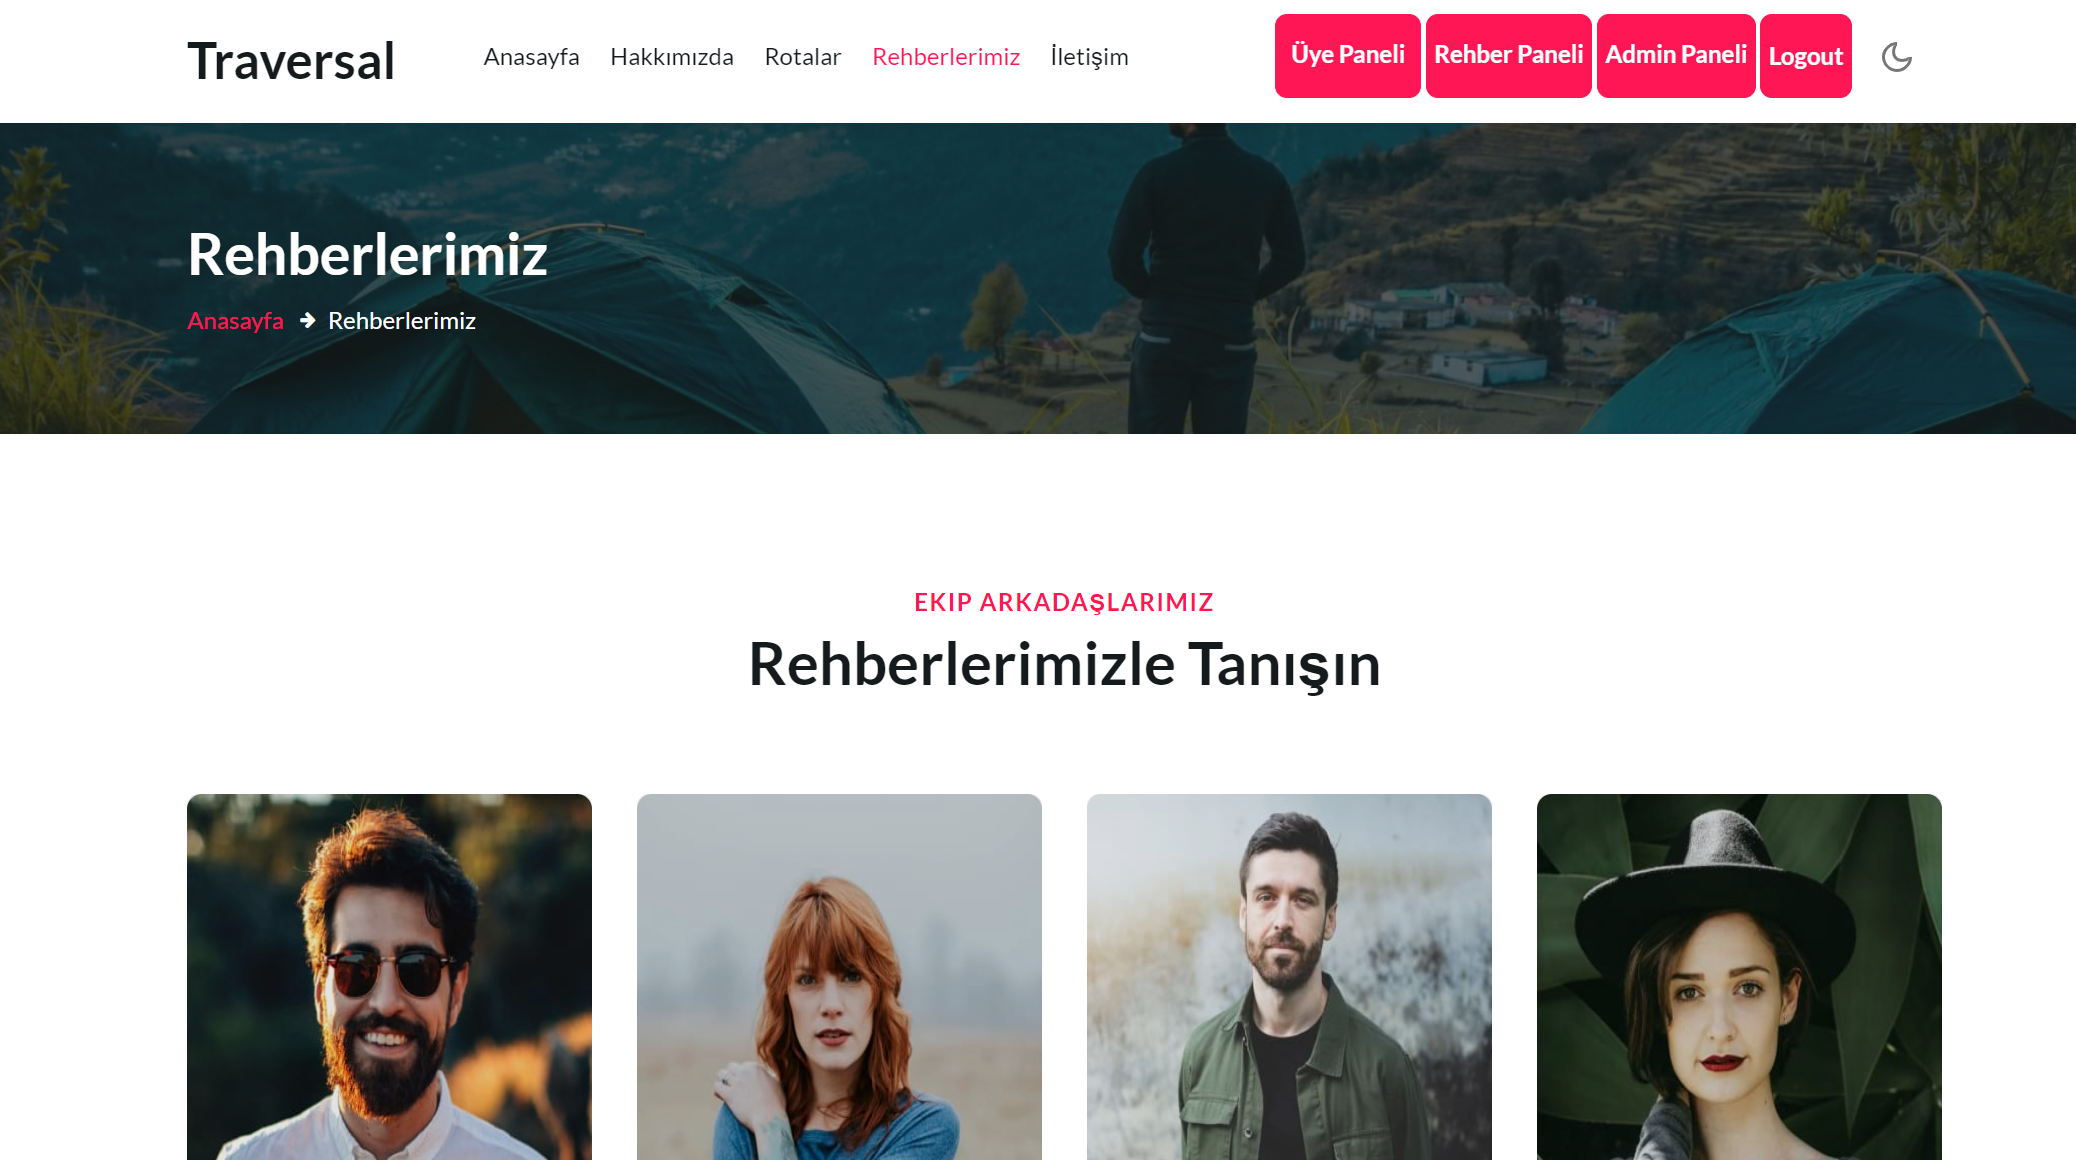 Traversal
Anasayfa Hakkımızda Rotalar Rehberlerimiz İletişim
Üye Paneli Rehber Paneli Admin Paneli Logout
Rehberlerimiz
Anasayfa Rehberlerimiz
EKIP ARKADAŞLARIMIZ
Rehberlerimizle Tanışın